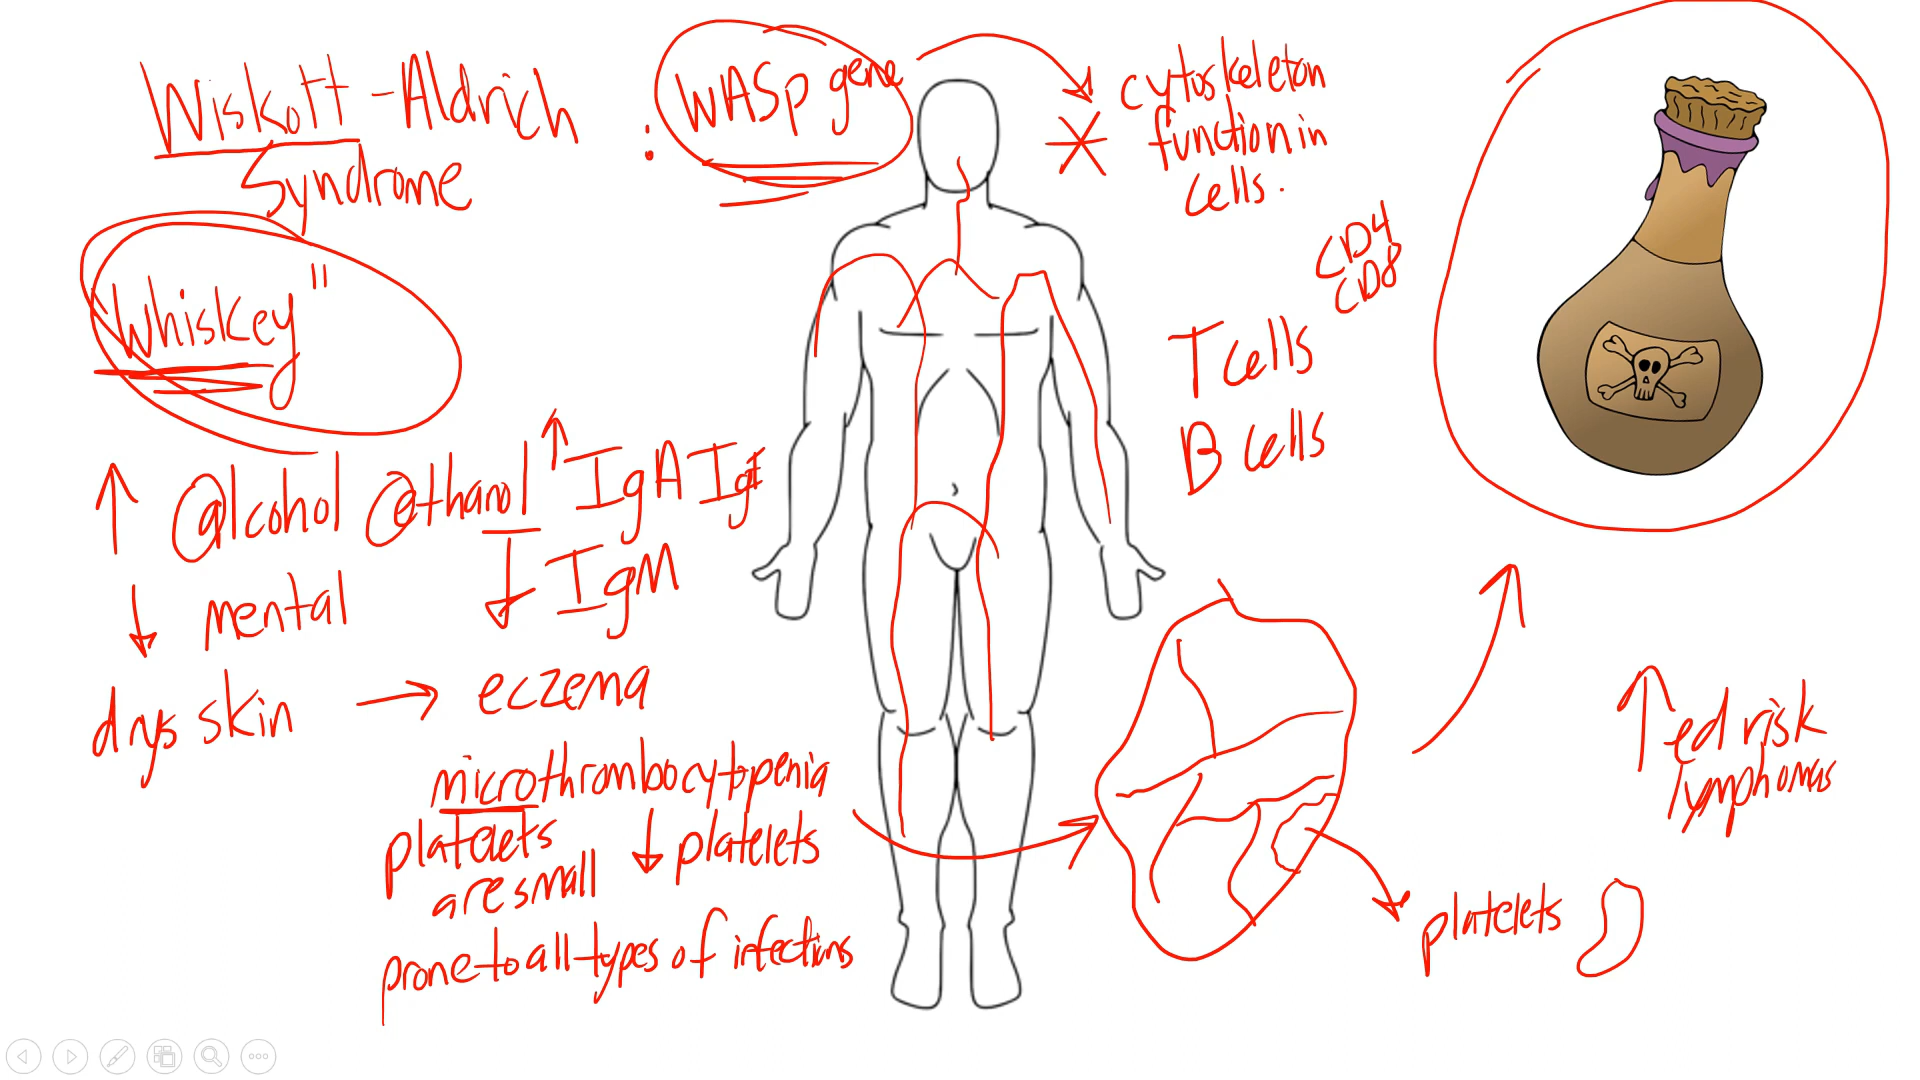 Wiskott-Aldrich
Syndrome
: WASp gene
cytoskeleton
function in
cells.
whiskey"
CD4
CD8
T cells
B cells
↑ @lcohol @thanol ↑ IgA IgE
↓ IgM
↓ mental
drys skin → eczema
microthrombocytopenia
platelets
are small
↓ platelets
prone to all types of infections
platelets
↑ ed risk
lymphomas